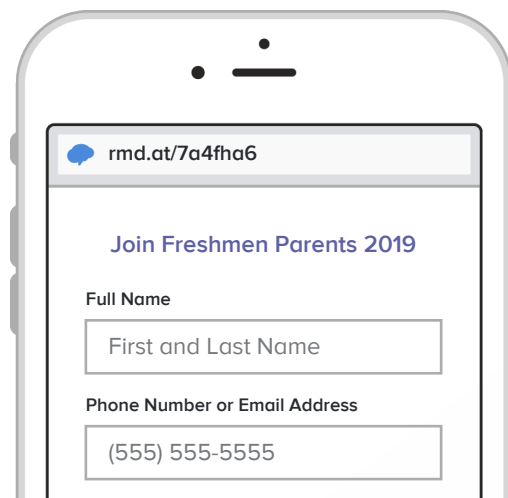 rmd.at/7a4fha6
Join Freshmen Parents 2019
Full Name
First and Last Name
Phone Number or Email Address
(555) 555-5555